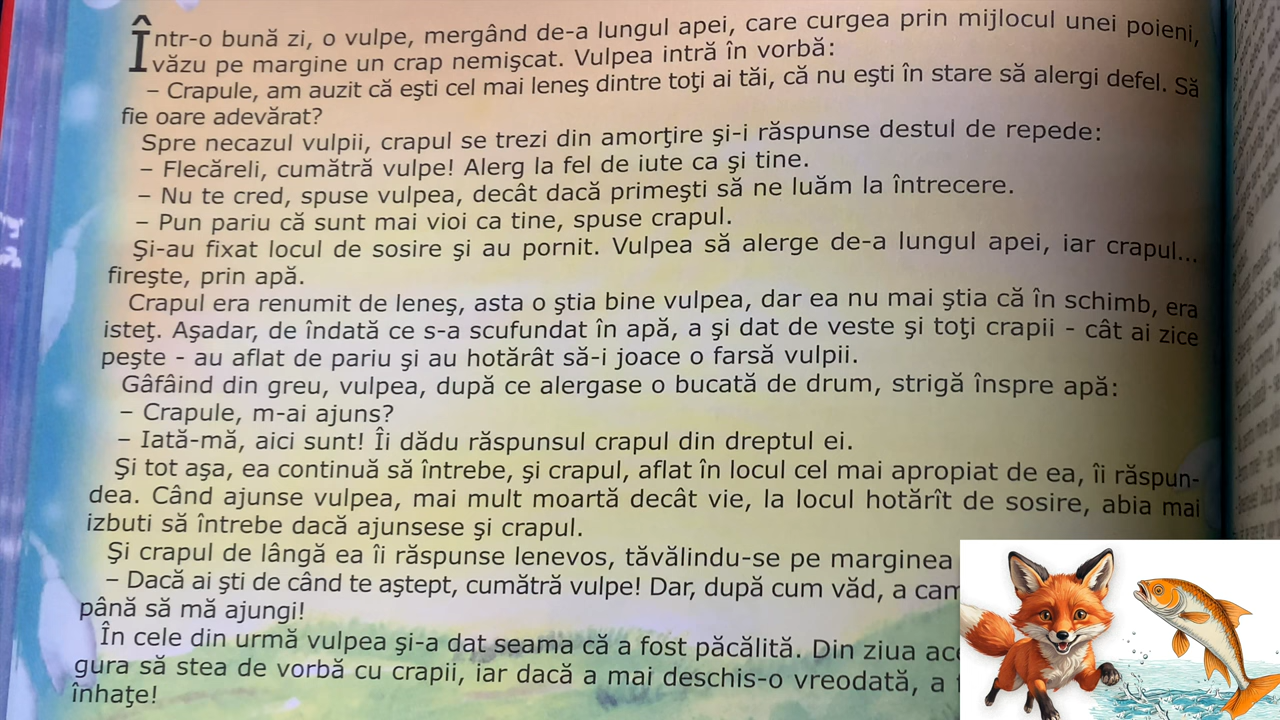 Într-o bună zi, o vulpe, mergând de-a lungul apei, care curgea prin mijlocul unei poieni,
văzu pe margine un crap nemişcat. Vulpea intră în vorbă:
– Crapule, am auzit că eşti cel mai leneş dintre toţi ai tăi, că nu eşti în stare să alergi defel. Să
fie oare adevărat?
Spre necazul vulpii, crapul se trezi din amorţire şi-i răspunse destul de repede:
– Flecăreli, cumătră vulpe! Alerg la fel de iute ca şi tine.
– Nu te cred, spuse vulpea, decât dacă primeşti să ne luăm la întrecere.
– Pun pariu că sunt mai vioi ca tine, spuse crapul.
Şi-au fixat locul de sosire şi au pornit. Vulpea să alerge de-a lungul apei, iar crapul...
fireşte, prin apă.
Crapul era renumit de leneş, asta o ştia bine vulpea, dar ea nu mai ştia că în schimb, era
isteţ. Aşadar, de îndată ce s-a scufundat în apă, a şi dat de veste şi toţi crapii - cât ai zice
peşte - au aflat de pariu şi au hotărât să-i joace o farsă vulpii.
Gâfâind din greu, vulpea, după ce alergase o bucată de drum, strigă înspre apă:
– Crapule, m-ai ajuns?
– Iată-mă, aici sunt! Îi dădu răspunsul crapul din dreptul ei.
Şi tot aşa, ea continuă să întrebe, şi crapul, aflat în locul cel mai apropiat de ea, îi răspun-
dea. Când ajunse vulpea, mai mult moartă decât vie, la locul hotărît de sosire, abia mai
izbuti să întrebe dacă ajunsese şi crapul.
Şi crapul de lângă ea îi răspunse lenevos, tăvălindu-se pe marginea
– Dacă ai şti de când te aştept, cumătră vulpe! Dar, după cum văd, a cam
până să mă ajungi!
În cele din urmă vulpea şi-a dat seama că a fost păcălită. Din ziua
gura să stea de vorbă cu crapii, iar dacă a mai deschis-o vreodată, a
înhaţe!